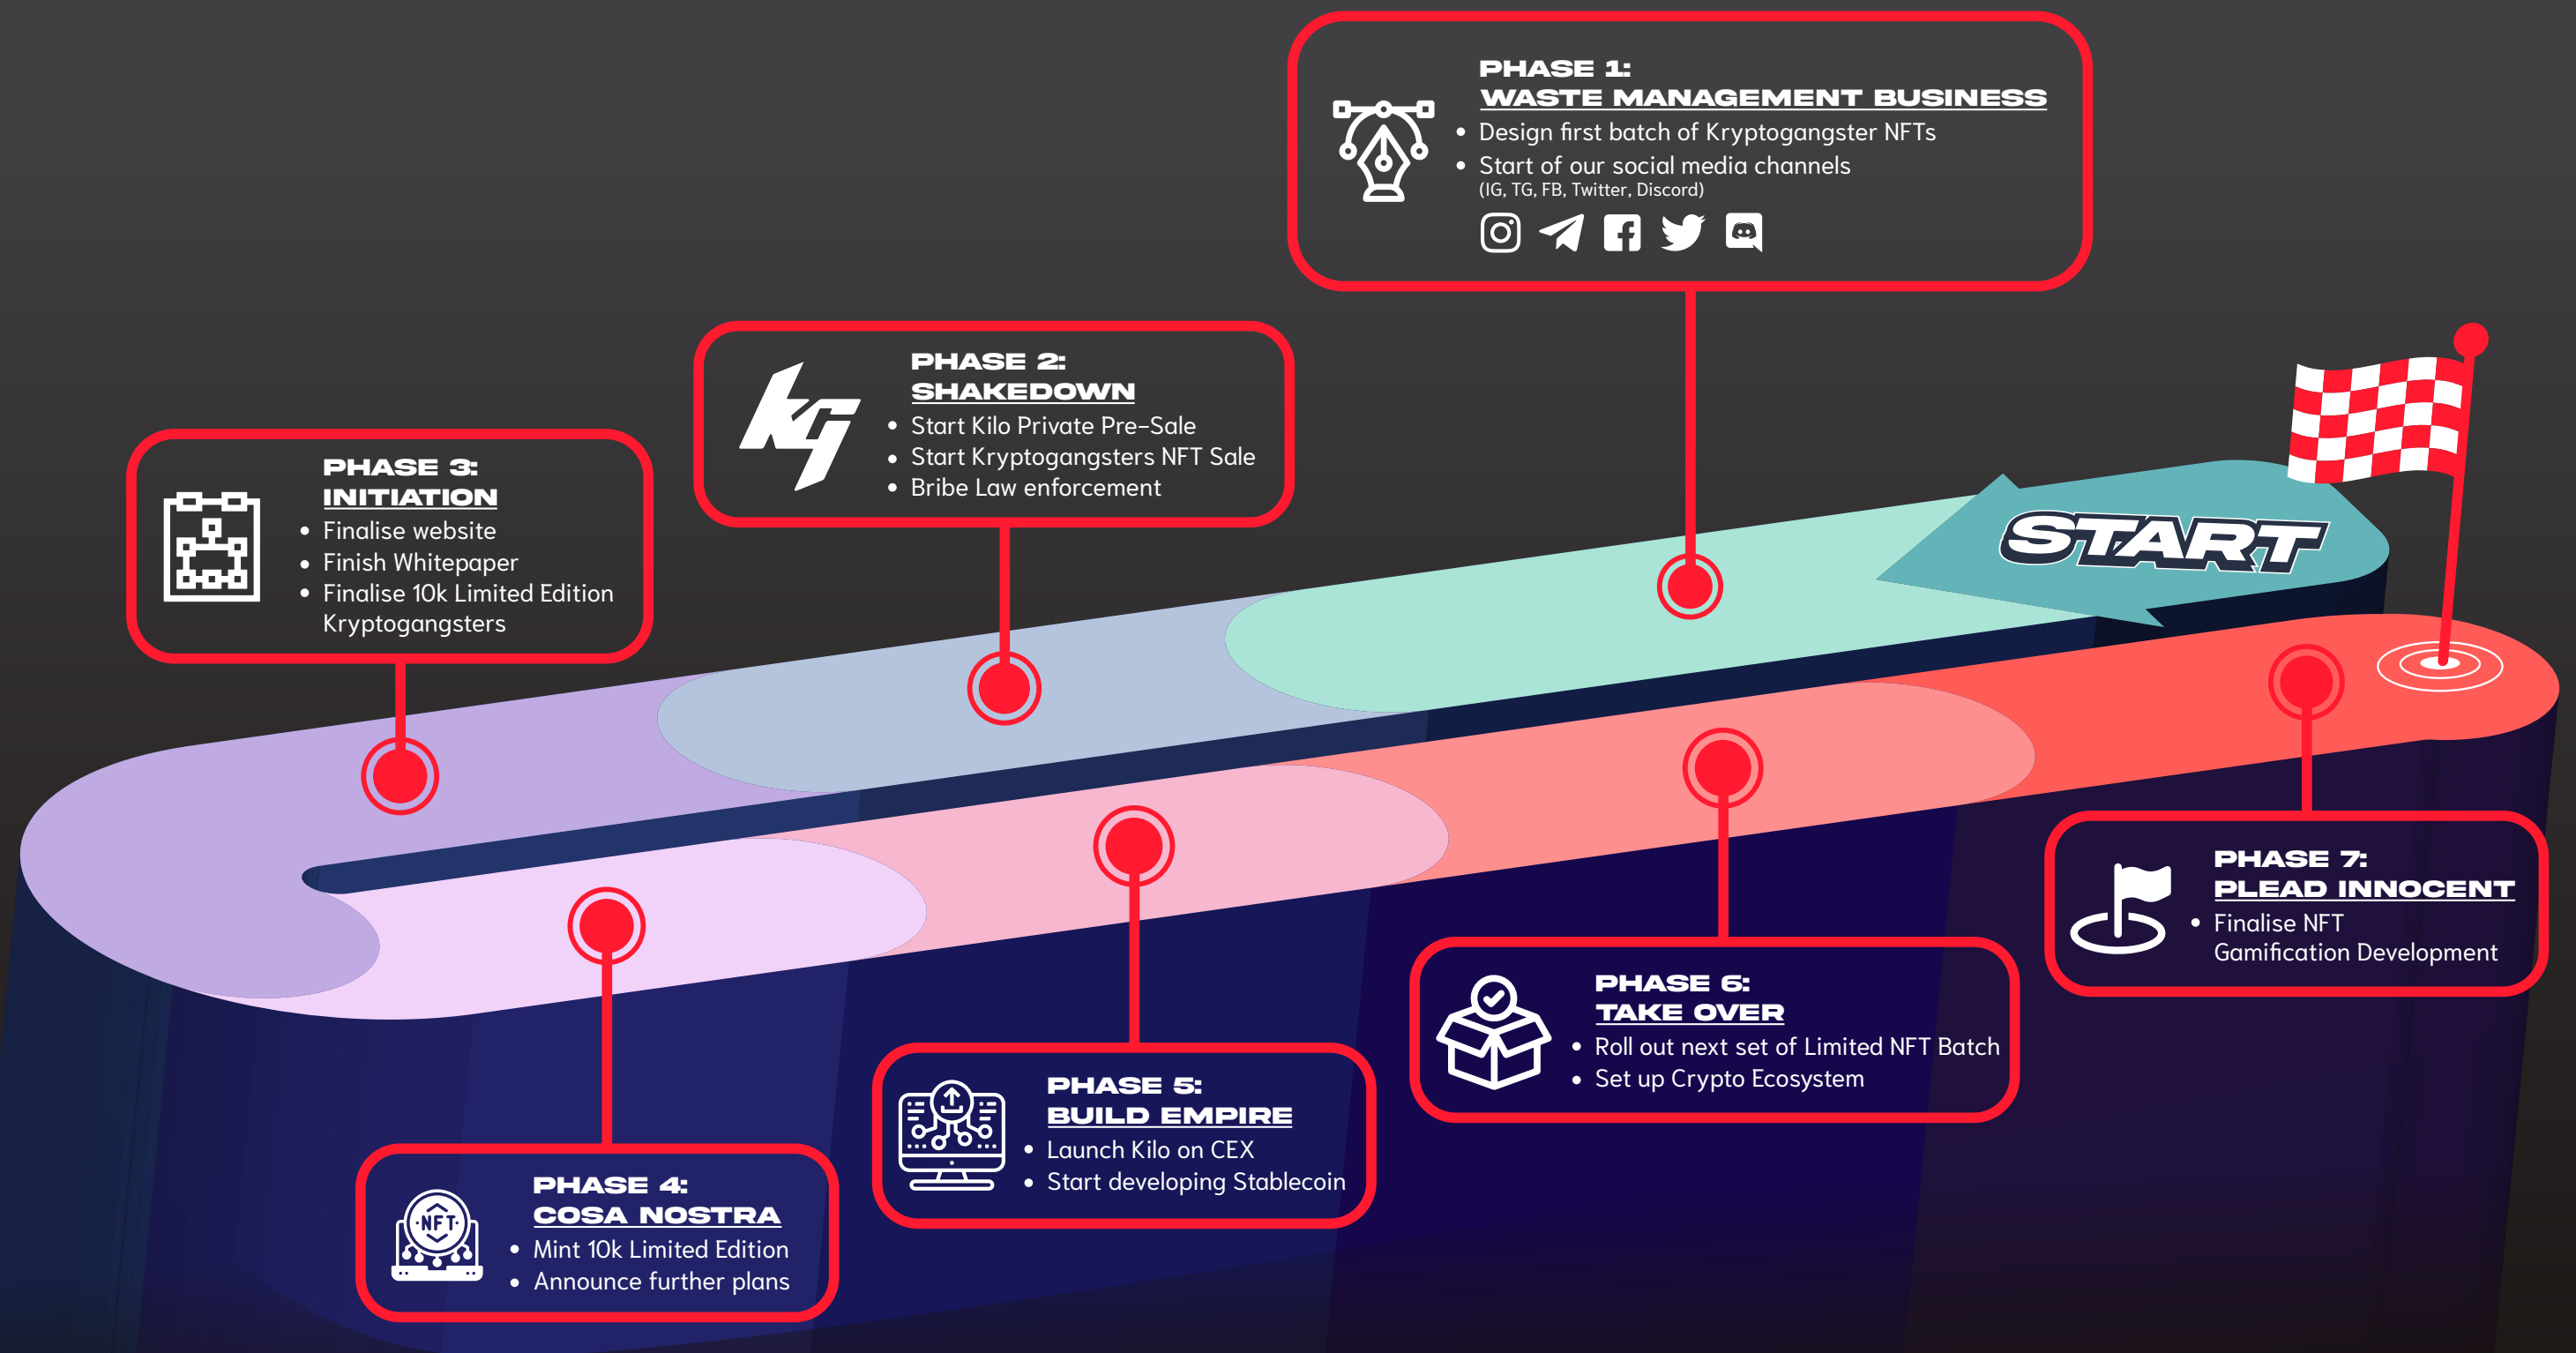 PHASE 1:
WASTE MANAGEMENT BUSINESS
• Design first batch of Kryptogangster NFTs
• Start of our social media channels
(IG, TG, FB, Twitter, Discord)
PHASE 2:
SHAKEDOWN
• Start Kilo Private Pre-Sale
• Start Kryptogangsters NFT Sale
• Bribe Law enforcement
kg
PHASE 3:
INITIATION
• Finalise website
• Finish Whitepaper
• Finalise 10k Limited Edition
Kryptogangsters
START
PHASE 4:
COSA NOSTRA
• Mint 10k Limited Edition
• Announce further plans
NFT
PHASE 5:
BUILD EMPIRE
• Launch Kilo on CEX
• Start developing Stablecoin
PHASE 6:
TAKE OVER
• Roll out next set of Limited NFT Batch
• Set up Crypto Ecosystem
PHASE 7:
PLEAD INNOCENT
• Finalise NFT
Gamification Development